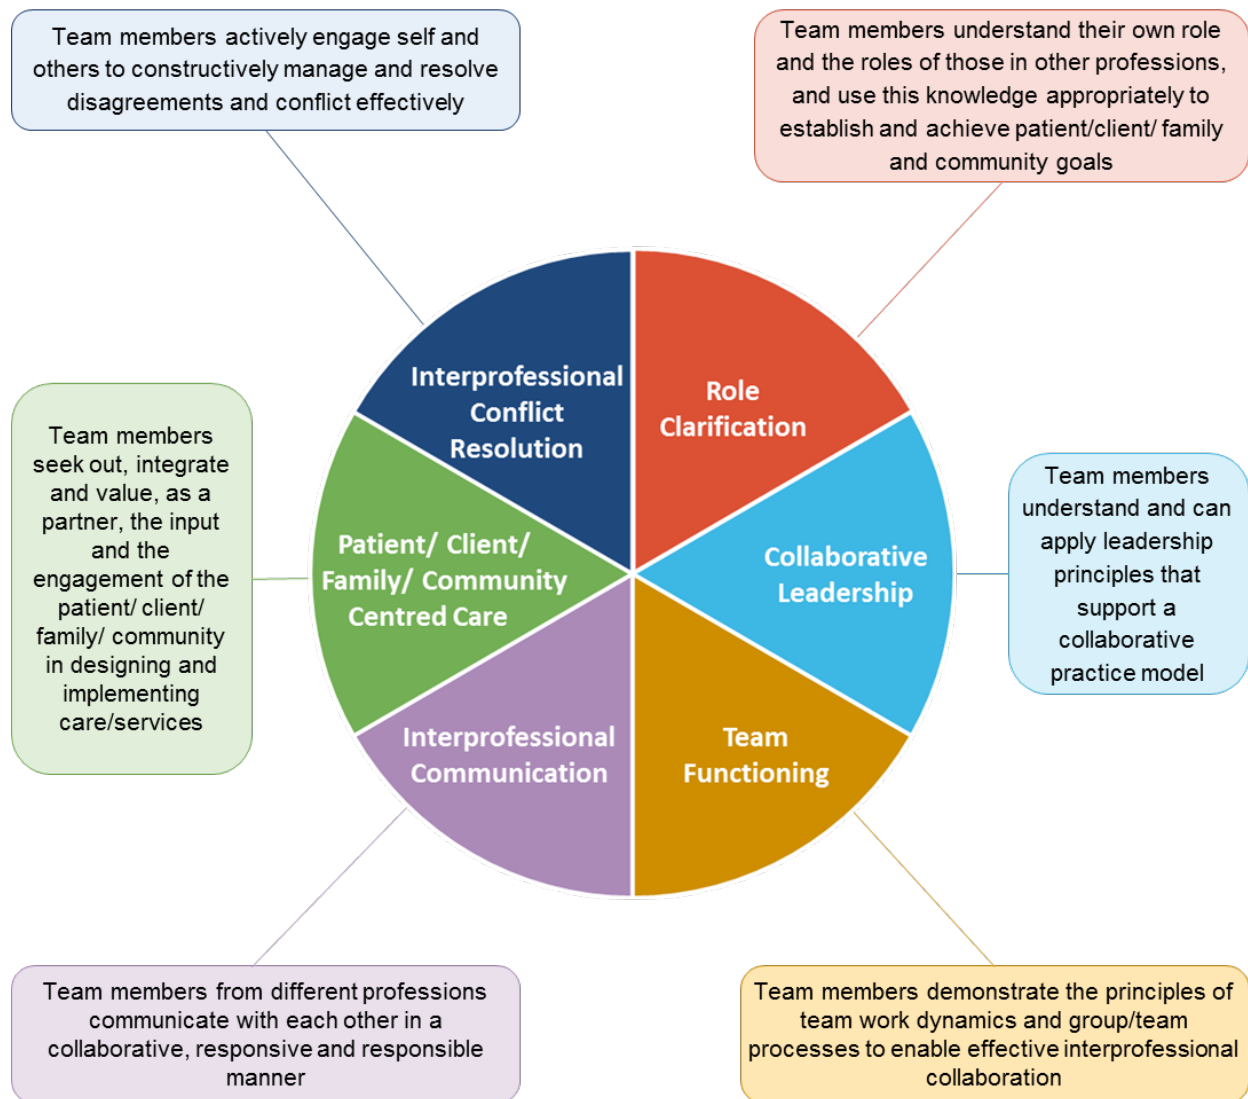 Team members actively engage self and
others to constructively manage and resolve
disagreements and conflict effectively
Team members understand their own role
and the roles of those in other professions,
and use this knowledge appropriately to
establish and achieve patient/client/ family
and community goals
Interprofessional
Conflict
Resolution
Role
Clarification
Team members
seek out, integrate
and value, as a
partner, the input
and the
engagement of the
patient/ client/
family/ community
in designing and
implementing
care/services
Patient/ Client/
Family/ Community
Centred Care
Collaborative
Leadership
Team members
understand and can
apply leadership
principles that
support a
collaborative
practice model
Interprofessional
Communication
Team
Functioning
Team members from different professions
communicate with each other in a
collaborative, responsive and responsible
manner
Team members demonstrate the principles of
team work dynamics and group/team
processes to enable effective interprofessional
collaboration